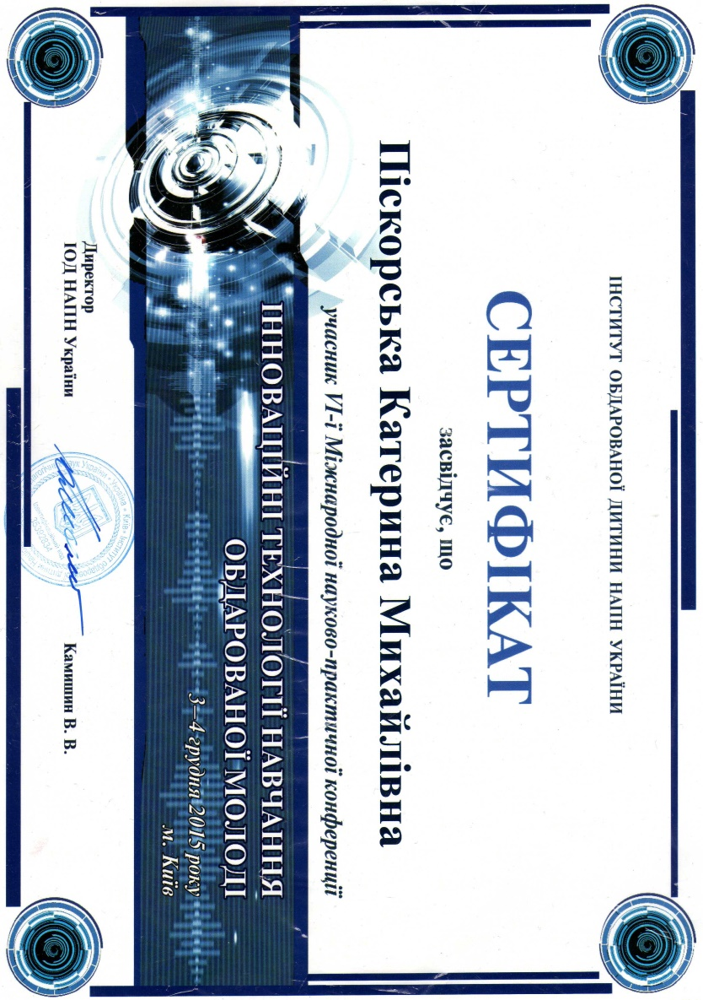 ІНСТИТУТ ОБДАРОВАНОЇ ДИТИНИ НАПН УКРАЇНИ
СЕРТИФІКАТ
засвідчує, що
Піскорська Катерина Михайлівна
учасник VI-ї Міжнародної науково-практичної конференції
ІННОВАЦІЙНІ ТЕХНОЛОГІЇ НАВЧАННЯ
ОБДАРОВАНОЇ МОЛОДІ
3–4 грудня 2015 року
м. Київ
Директор
ІОД НАПН України
Камишин В. В.